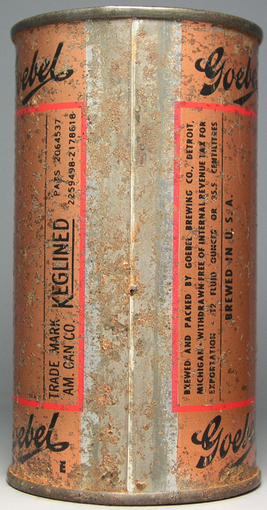 Goebel
Goebel
TRADE MARK KEGLINED PATS 2064537
AM. CAN CO. 2259498-2178618
BREWED AND PACKED BY GOEBEL BREWING CO., DETROIT,
MICHIGAN - WITHDRAWN FREE OF INTERNAL REVENUE TAX FOR
EXPORTATION - 12 FLUID OUNCES OR 35.5 CENTILITRES
BREWED IN U.S.A.
Goebel
Goebel